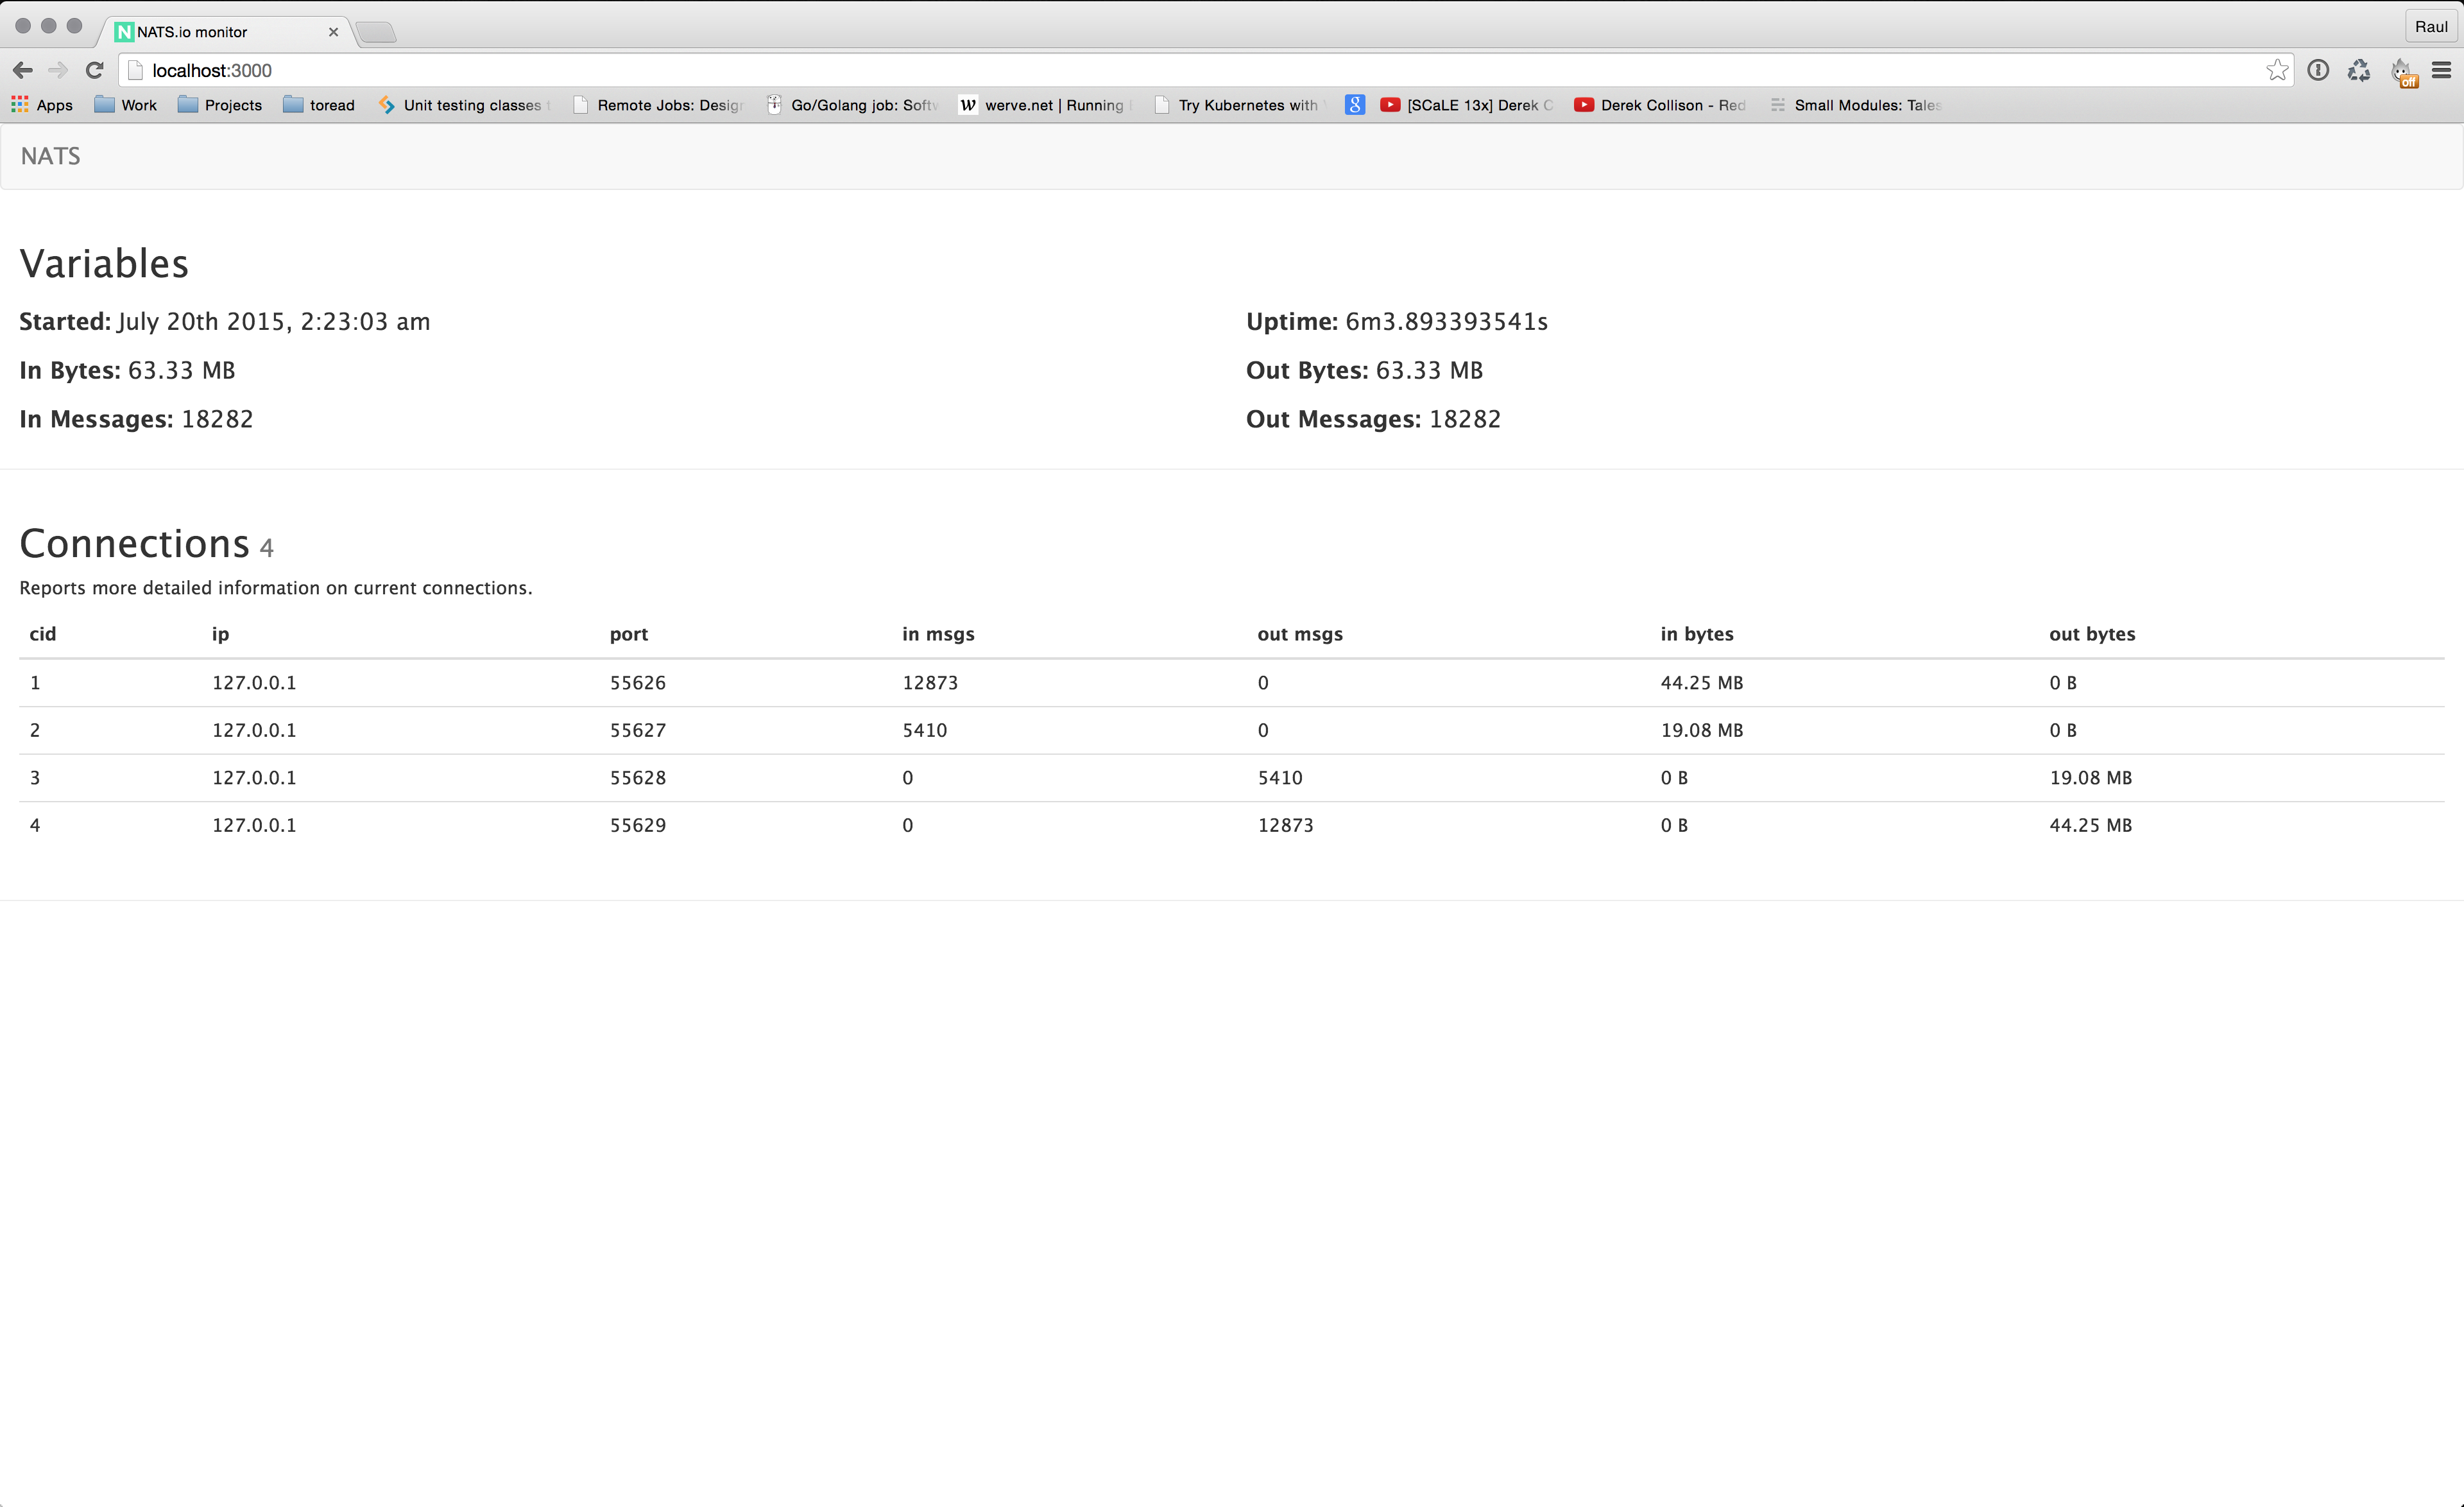 NATS.io monitor
Raul
localhost:3000
Apps Work Projects toread Unit testing classes t Remote Jobs: Desig Go/Golang job: Soft werve.net | Running Try Kubernetes with [SCaLE 13x] Derek C Derek Collison - Red Small Modules: Tales
off
NATS
Variables
Started: July 20th 2015, 2:23:03 am Uptime: 6m3.893393541s
In Bytes: 63.33 MB Out Bytes: 63.33 MB
In Messages: 18282 Out Messages: 18282
Connections 4
Reports more detailed information on current connections.
cid ip port in msgs out msgs in bytes out bytes
1 127.0.0.1 55626 12873 0 44.25 MB 0 B
2 127.0.0.1 55627 5410 0 19.08 MB 0 B
3 127.0.0.1 55628 0 5410 0 B 19.08 MB
4 127.0.0.1 55629 0 12873 0 B 44.25 MB